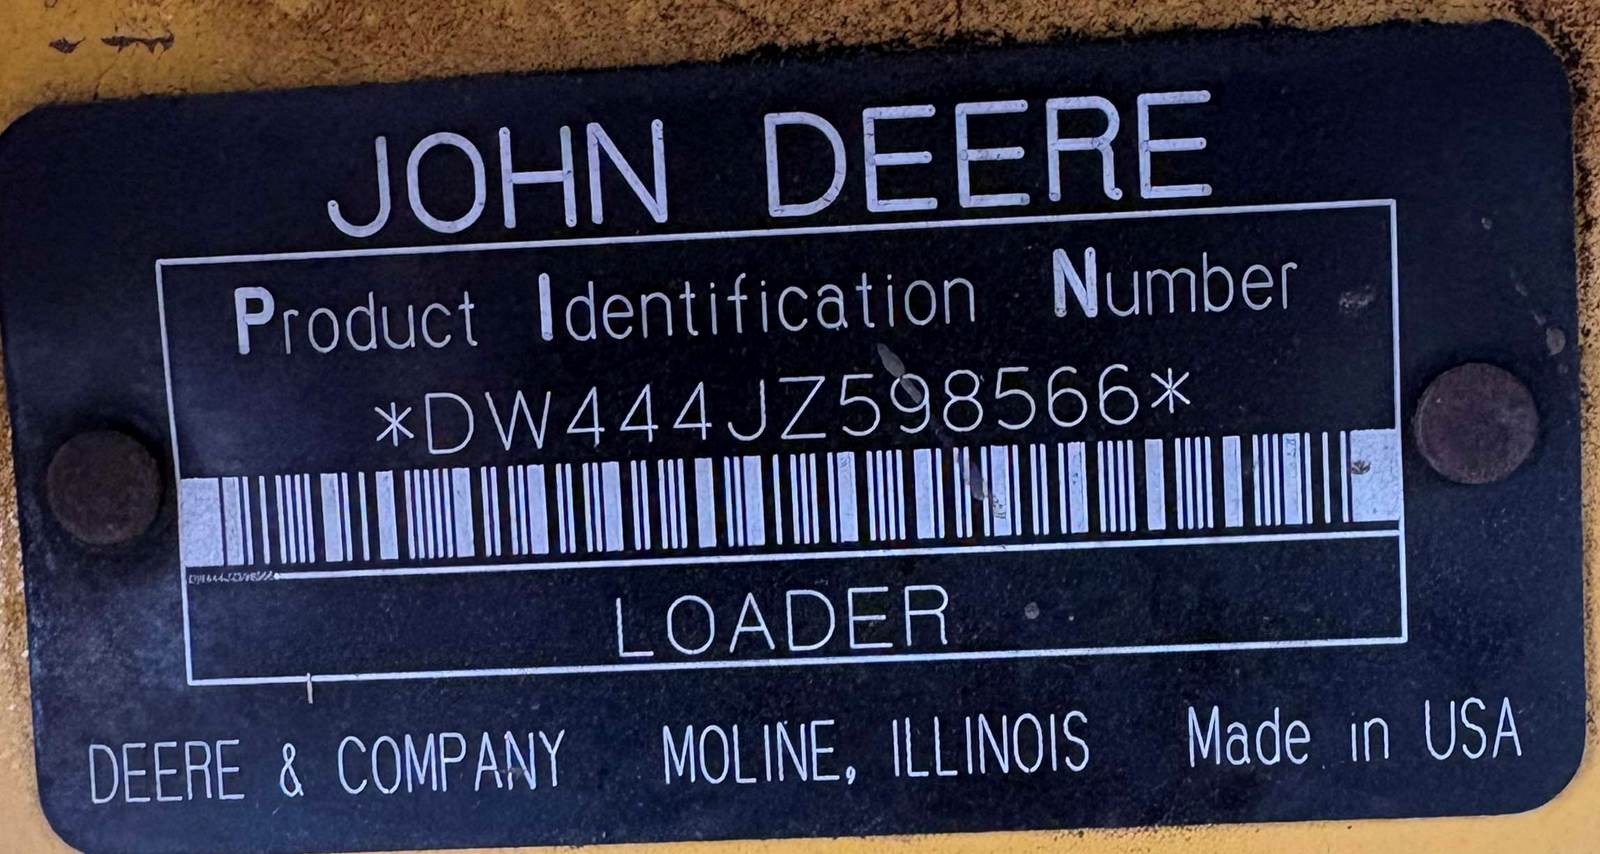 JOHN DEERE
Product Identification Number
*DW444JZ598566*
LOADER
DEERE & COMPANY MOLINE, ILLINOIS Made in USA